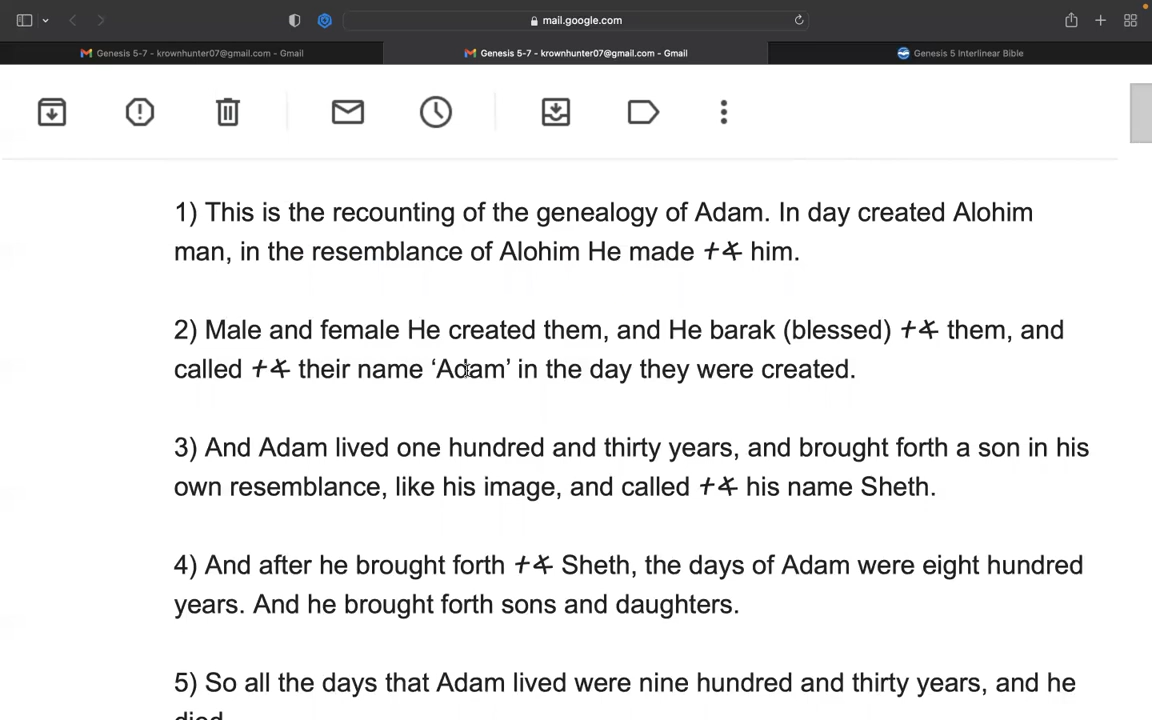 mail.google.com
Genesis 5-7 - krownhunter07@gmail.com - Gmail
Genesis 5-7 - krownhunter07@gmail.com - Gmail
Genesis 5 Interlinear Bible
1) This is the recounting of the genealogy of Adam. In day created Alohim
man, in the resemblance of Alohim He made 𐤕𐤀 him.
2) Male and female He created them, and He barak (blessed) 𐤕𐤀 them, and
called 𐤕𐤀 their name ‘Adam’ in the day they were created.
3) And Adam lived one hundred and thirty years, and brought forth a son in his
own resemblance, like his image, and called 𐤕𐤀 his name Sheth.
4) And after he brought forth 𐤕𐤀 Sheth, the days of Adam were eight hundred
years. And he brought forth sons and daughters.
5) So all the days that Adam lived were nine hundred and thirty years, and he
died.